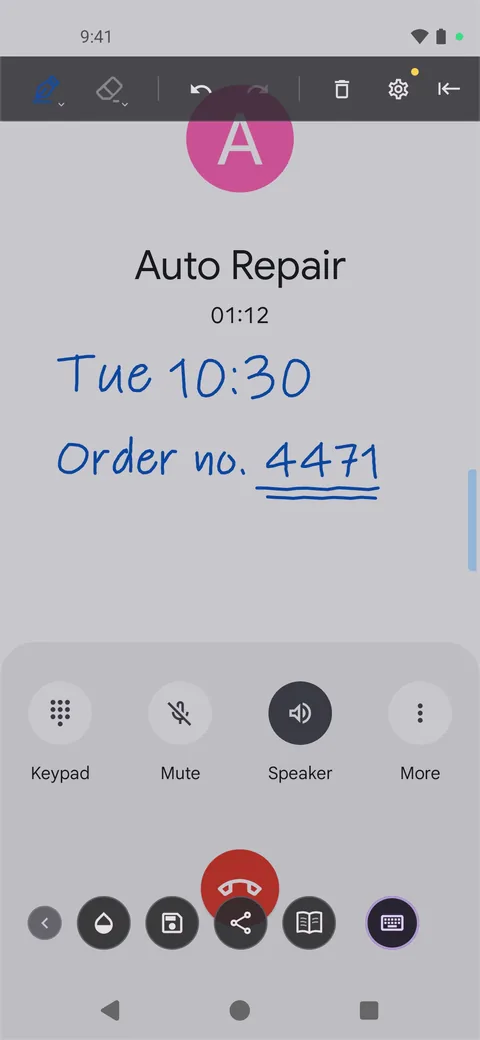 9:41
A
Auto Repair
01:12
Tue 10:30
Order no. 4471
Keypad Mute Speaker More